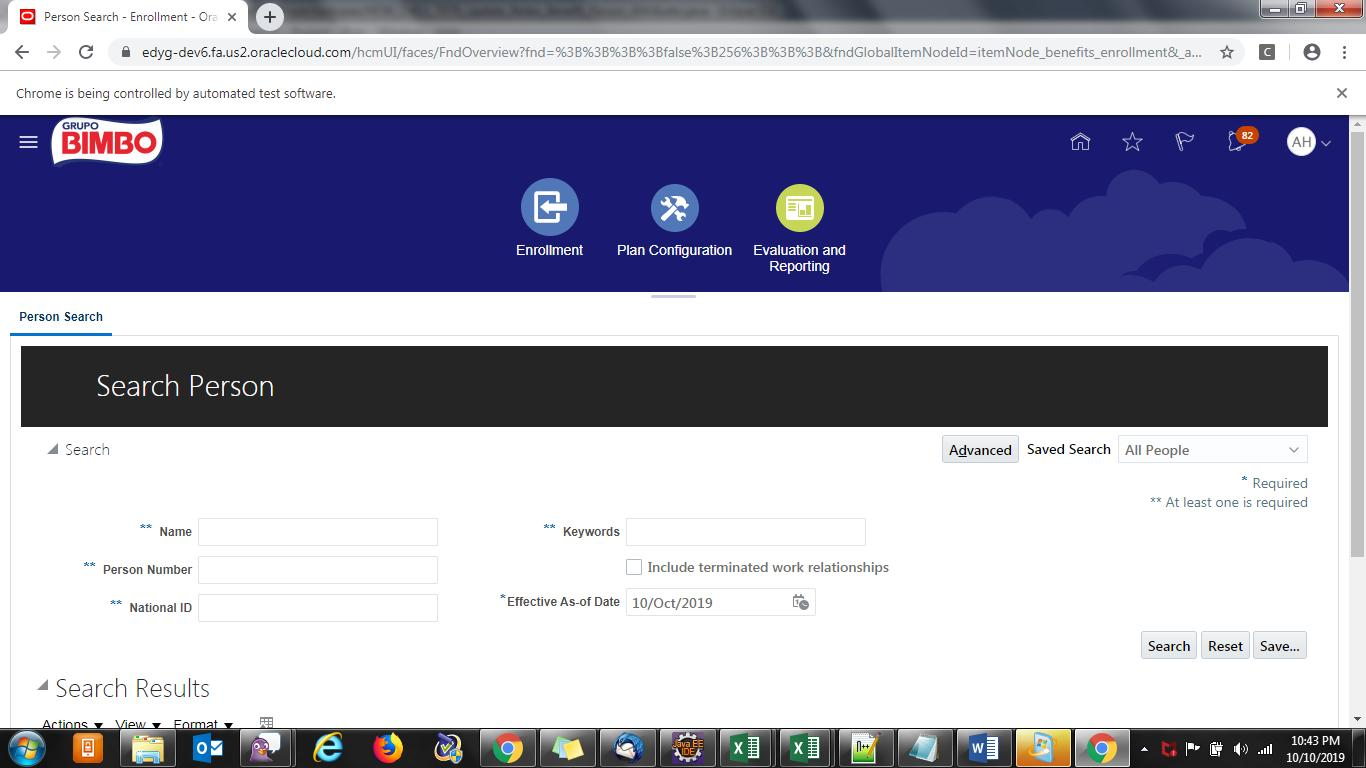 Person Search - Enrollment - Ora
edyg-dev6.fa.us2.oraclecloud.com/hcmUI/faces/FndOverview?fnd=%3B%3B%3B%3Bfalse%3B256%3B%3B%3B&fndGlobalItemNodeId=itemNode_benefits_enrollment&_a...
Chrome is being controlled by automated test software.
GRUPO
BIMBO
82
AH
Enrollment
Plan Configuration
Evaluation and
Reporting
Person Search
Search Person
Search
Advanced
Saved Search
All People
* Required
** At least one is required
** Name
** Keywords
** Person Number
Include terminated work relationships
** National ID
*Effective As-of Date
10/Oct/2019
Search
Reset
Save...
Search Results
Actions
View
Format
Java EE
IDE
10:43 PM
10/10/2019